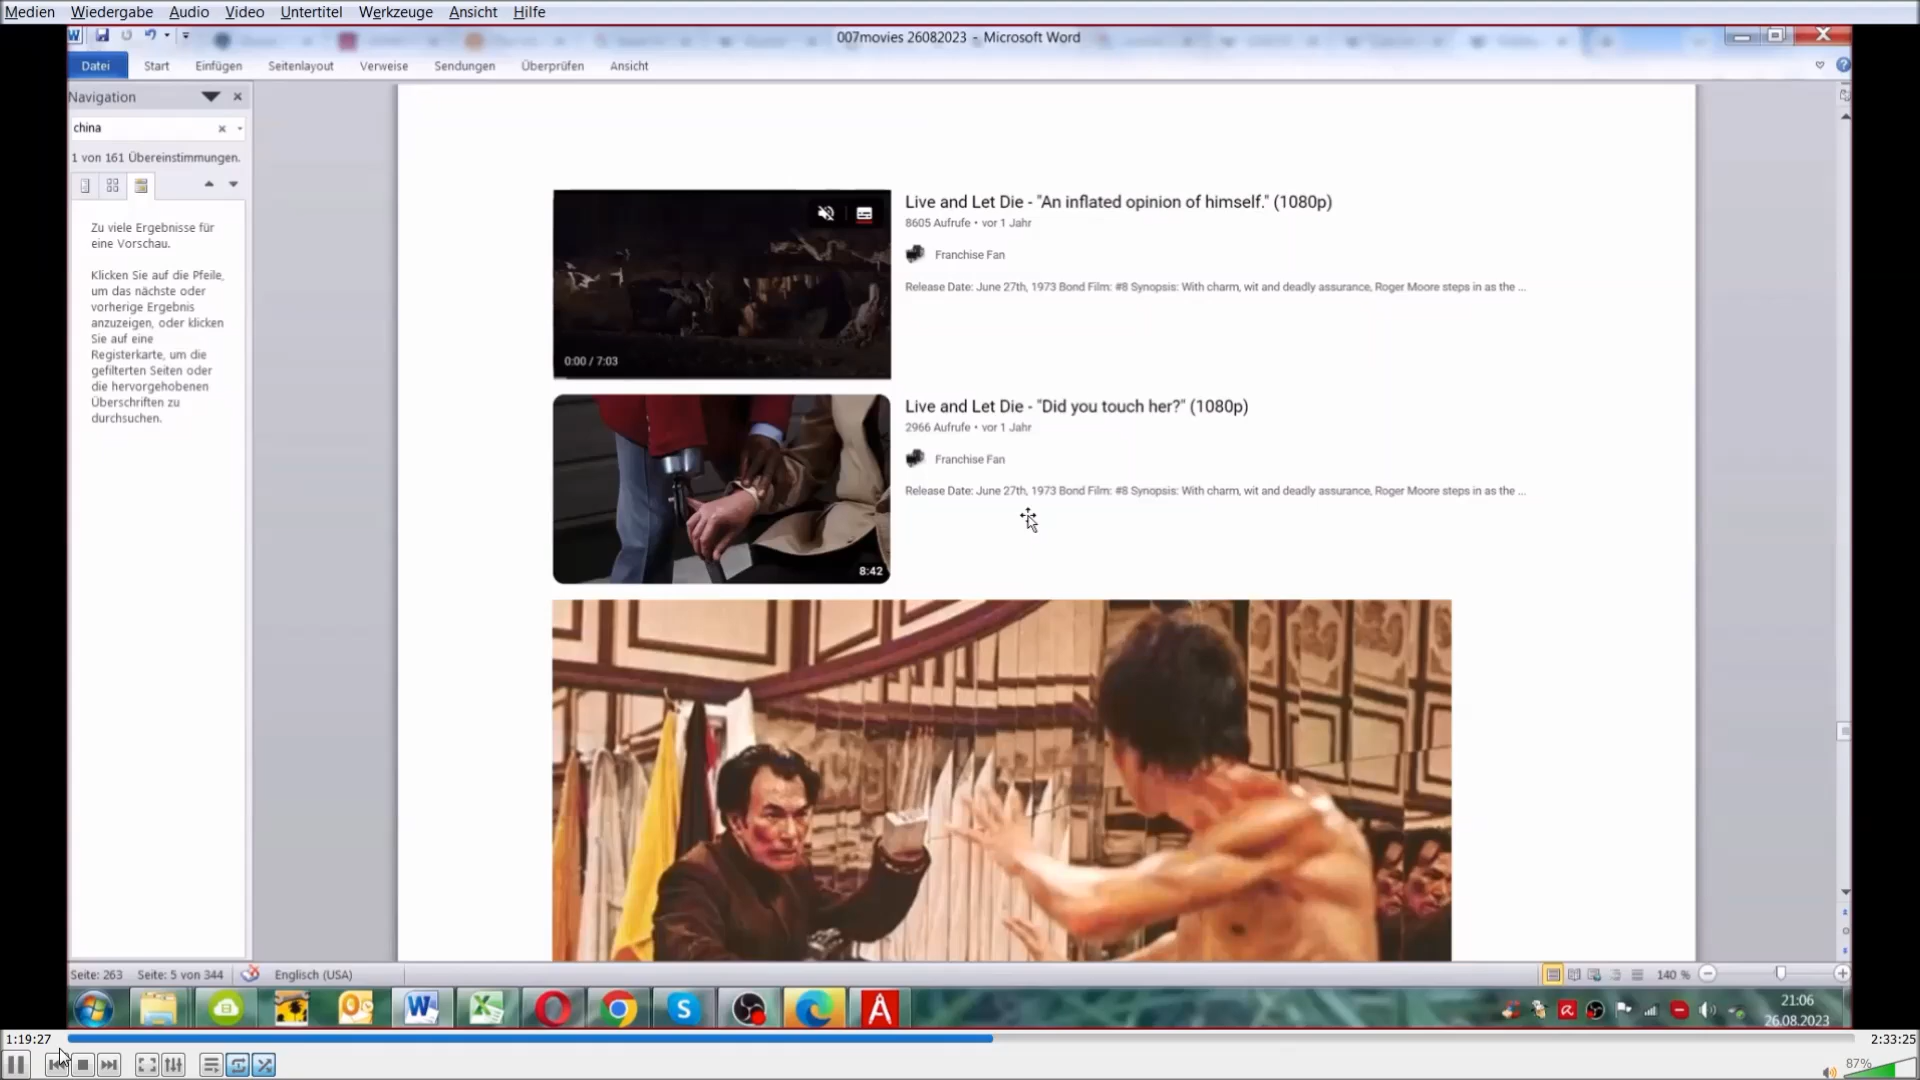 Medien Wiedergabe Audio Video Untertitel Werkzeuge Ansicht Hilfe
007movies 26082023 - Microsoft Word
Datei Start Einfügen Seitenlayout Verweise Sendungen Überprüfen Ansicht
Navigation
china
1 von 161 Übereinstimmungen.
Zu viele Ergebnisse für
eine Vorschau.
Klicken Sie auf die Pfeile,
um das nächste oder
vorherige Ergebnis
anzuzeigen, oder klicken
Sie auf eine
Registerkarte, um die
gefilterten Seiten oder
die hervorgehobenen
Überschriften zu
durchsuchen.
Live and Let Die - "An inflated opinion of himself." (1080p)
8605 Aufrufe • vor 1 Jahr
Franchise Fan
Release Date: June 27th, 1973 Bond Film: #8 Synopsis: With charm, wit and deadly assurance, Roger Moore steps in as the ...
0:00 / 7:03
Live and Let Die - "Did you touch her?" (1080p)
2966 Aufrufe • vor 1 Jahr
Franchise Fan
Release Date: June 27th, 1973 Bond Film: #8 Synopsis: With charm, wit and deadly assurance, Roger Moore steps in as the ...
8:42
Seite: 263 Seite: 5 von 344 Englisch (USA) 140 %
21:06
26.08.2023
1:19:27 2:33:25
87%